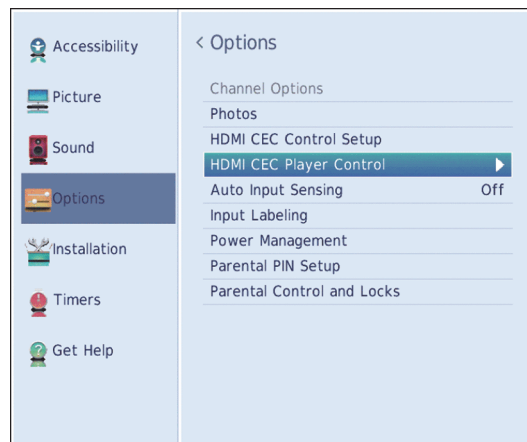 Accessibility
Picture
Sound
Options
Installation
Timers
Get Help
< Options
Channel Options
Photos
HDMI CEC Control Setup
HDMI CEC Player Control
Auto Input Sensing Off
Input Labeling
Power Management
Parental PIN Setup
Parental Control and Locks